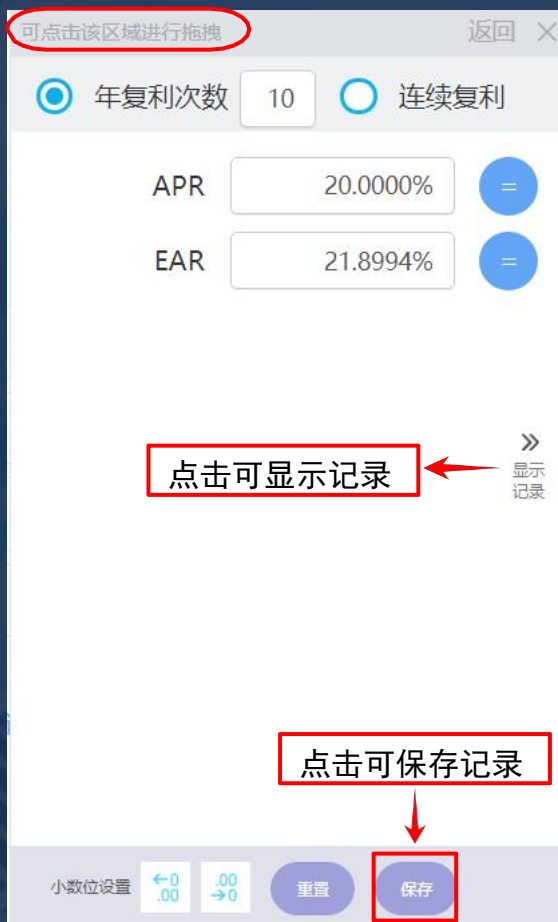 可点击该区域进行拖拽 返回 ×
年复利次数 10 连续复利
APR 20.0000% =
EAR 21.8994% =
»
显示
记录
点击可显示记录
点击可保存记录
小数位设置 ←0 .00 .00 →0 重置 保存